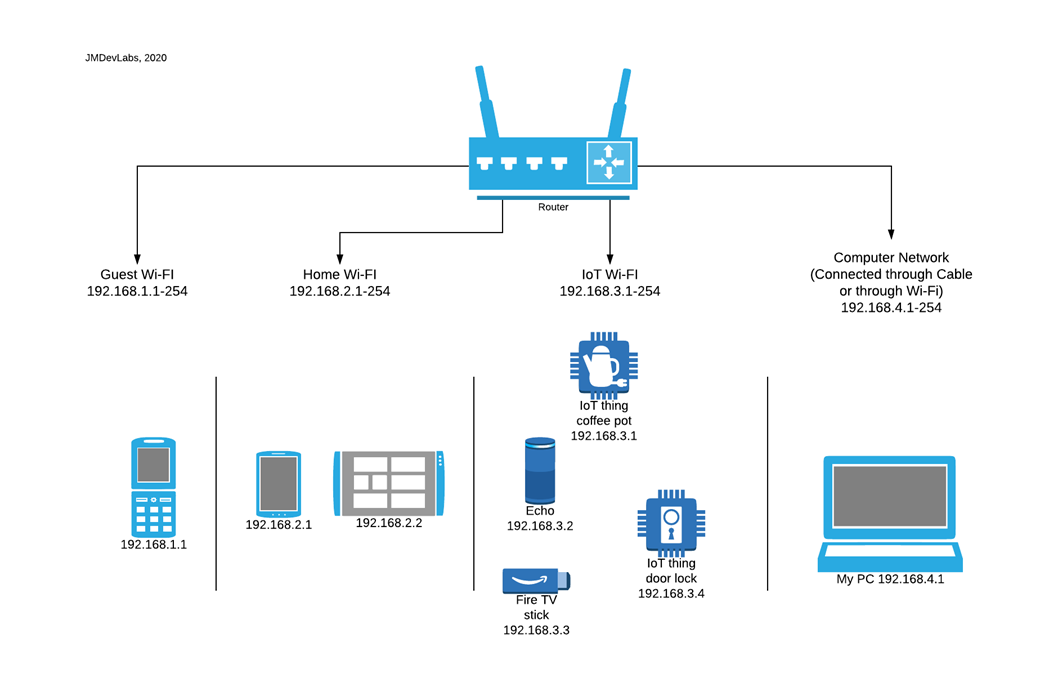 JMDevLabs, 2020
Router
Guest Wi-FI
192.168.1.1-254
Home Wi-FI
192.168.2.1-254
IoT Wi-FI
192.168.3.1-254
Computer Network
(Connected through Cable
or through Wi-Fi)
192.168.4.1-254
IoT thing
coffee pot
192.168.3.1
192.168.1.1
192.168.2.1
192.168.2.2
Echo
192.168.3.2
IoT thing
door lock
192.168.3.4
Fire TV
stick
192.168.3.3
My PC 192.168.4.1